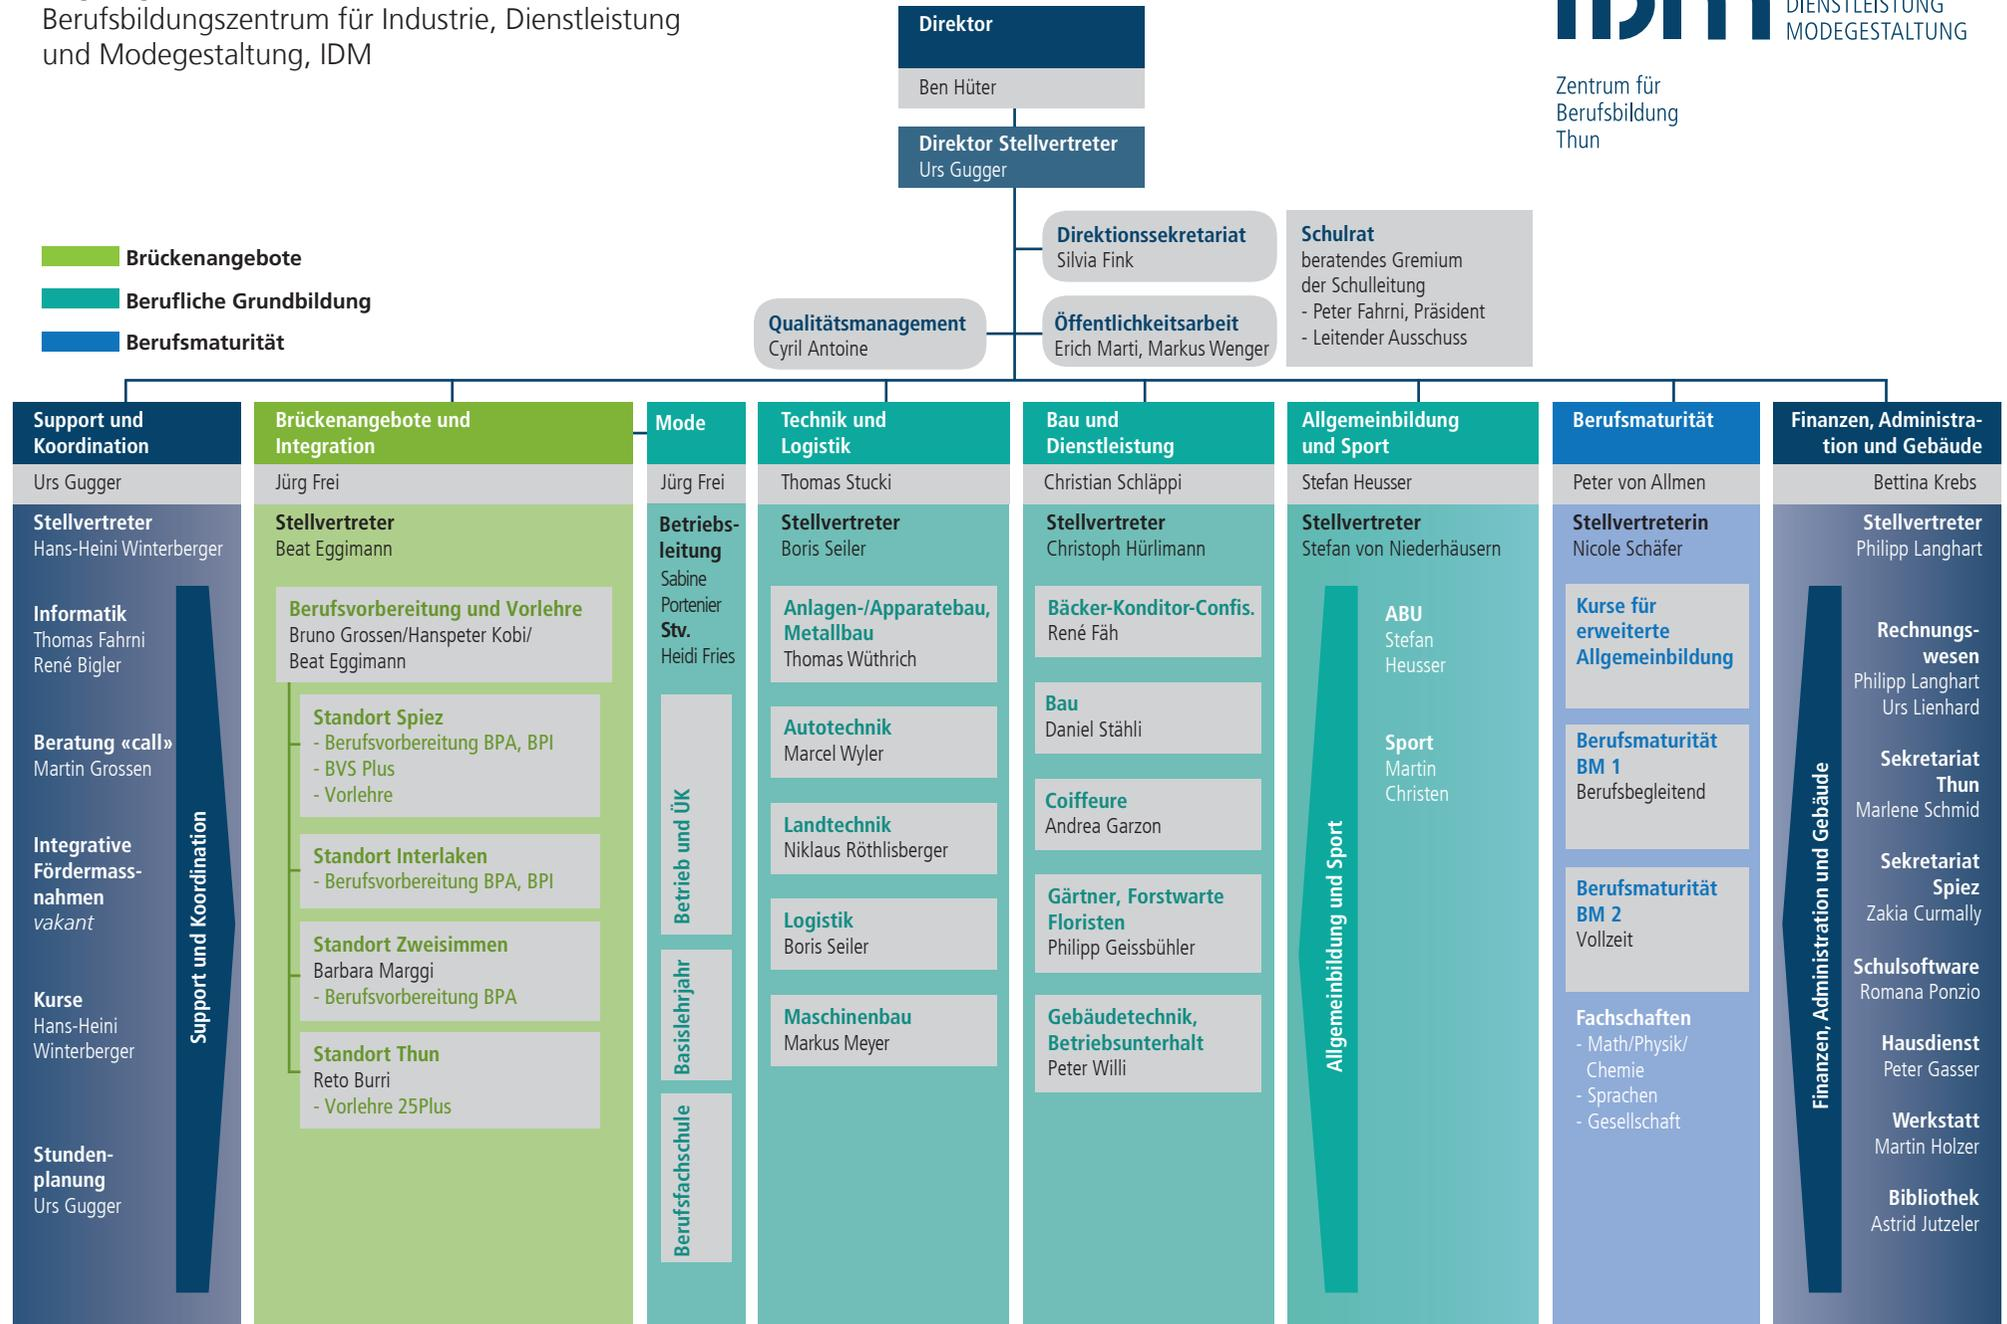 Berufsbildungszentrum für Industrie, Dienstleistung
und Modegestaltung, IDM
Direktor
Ben Hüter
Direktor Stellvertreter
Urs Gugger
DIENSTLEISTUNG
MODEGESTALTUNG
Zentrum für
Berufsbildung
Thun
Brückenangebote
Berufliche Grundbildung
Berufsmaturität
Direktionssekretariat
Silvia Fink
Qualitätsmanagement
Cyril Antoine
Öffentlichkeitsarbeit
Erich Marti, Markus Wenger
Schulrat
beratendes Gremium
der Schulleitung
- Peter Fahrni, Präsident
- Leitender Ausschuss
Support und
Koordination
Urs Gugger
Stellvertreter
Hans-Heini Winterberger
Informatik
Thomas Fahrni
René Bigler
Beratung «call»
Martin Grossen
Integrative
Fördermass-
nahmen
vakant
Kurse
Hans-Heini
Winterberger
Stunden-
planung
Urs Gugger
Support und Koordination
Brückenangebote und
Integration
Jürg Frei
Stellvertreter
Beat Eggimann
Berufsvorbereitung und Vorlehre
Bruno Grossen/Hanspeter Kobi/
Beat Eggimann
Standort Spiez
- Berufsvorbereitung BPA, BPI
- BVS Plus
- Vorlehre
Standort Interlaken
- Berufsvorbereitung BPA, BPI
Standort Zweisimmen
Barbara Marggi
- Berufsvorbereitung BPA
Standort Thun
Reto Burri
- Vorlehre 25Plus
Mode
Jürg Frei
Betriebs-
leitung
Sabine
Portenier
Stv.
Heidi Fries
Betrieb und ÜK
Basislehrjahr
Berufsfachschule
Technik und
Logistik
Thomas Stucki
Stellvertreter
Boris Seiler
Anlagen-/Apparatebau,
Metallbau
Thomas Wüthrich
Autotechnik
Marcel Wyler
Landtechnik
Niklaus Röthlisberger
Logistik
Boris Seiler
Maschinenbau
Markus Meyer
Bau und
Dienstleistung
Christian Schläppi
Stellvertreter
Christoph Hürlimann
Bäcker-Konditor-Confis.
René Fäh
Bau
Daniel Stähli
Coiffeure
Andrea Garzon
Gärtner, Forstwarte
Floristen
Philipp Geissbühler
Gebäudetechnik,
Betriebsunterhalt
Peter Willi
Allgemeinbildung
und Sport
Stefan Heusser
Stellvertreter
Stefan von Niederhäusern
Allgemeinbildung und Sport
ABU
Stefan
Heusser
Sport
Martin
Christen
Berufsmaturität
Peter von Allmen
Stellvertreterin
Nicole Schäfer
Kurse für
erweiterte
Allgemeinbildung
Berufsmaturität
BM 1
Berufsbegleitend
Berufsmaturität
BM 2
Vollzeit
Fachschaften
- Math/Physik/
Chemie
- Sprachen
- Gesellschaft
Finanzen, Administra-
tion und Gebäude
Bettina Krebs
Stellvertreter
Philipp Langhart
Finanzen, Administration und Gebäude
Rechnungs-
wesen
Philipp Langhart
Urs Lienhard
Sekretariat
Thun
Marlene Schmid
Sekretariat
Spiez
Zakia Curmally
Schulsoftware
Romana Ponzio
Hausdienst
Peter Gasser
Werkstatt
Martin Holzer
Bibliothek
Astrid Jutzeler